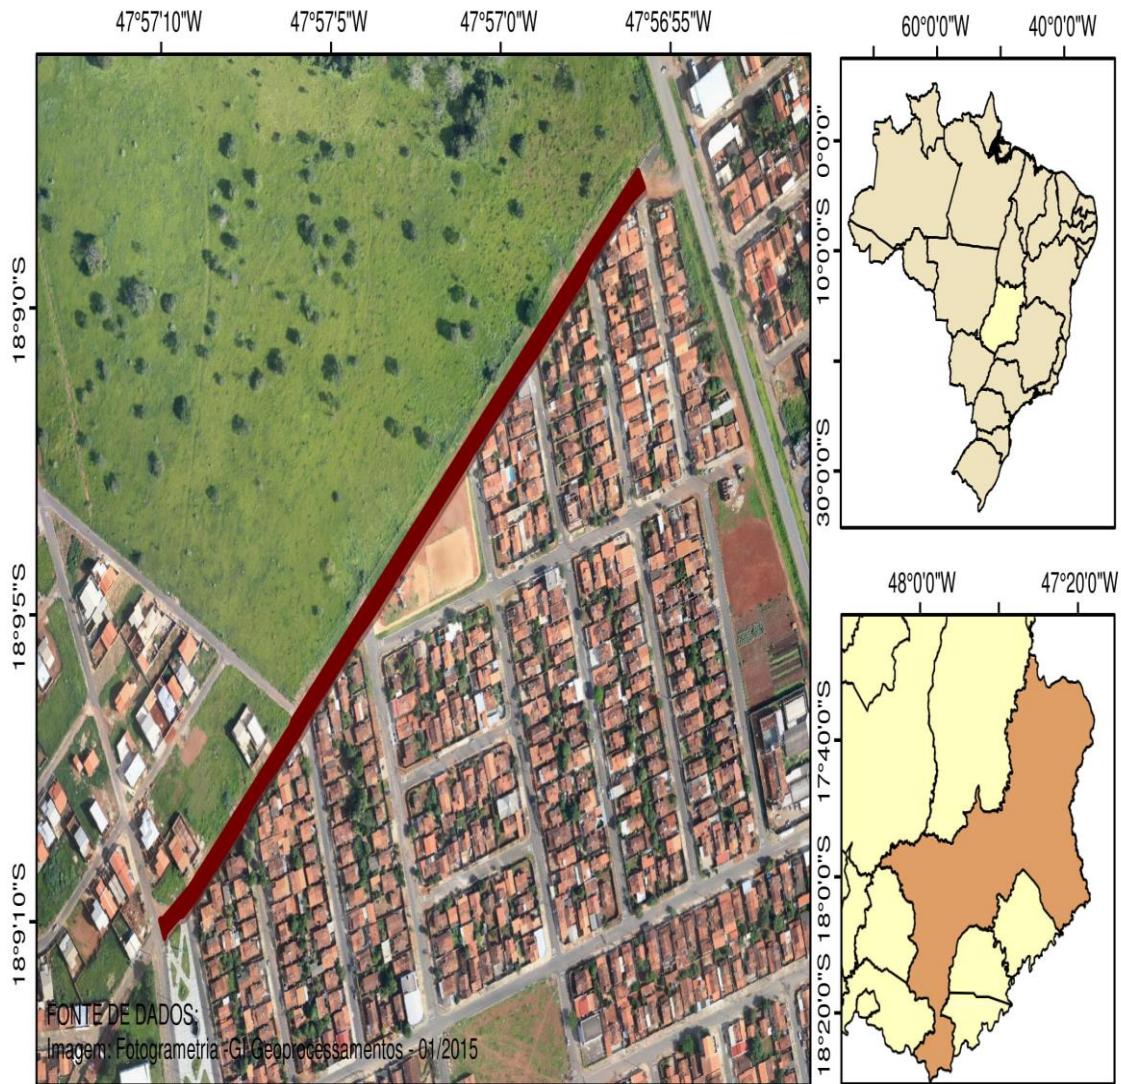 47°57'10"W 47°57'5"W 47°57'0"W 47°56'55"W
18°9'0"S
18°9'5"S
18°9'10"S
FONTE DE DADOS:
Imagem: Fotogrametria -GI Geoprocessamentos - 01/2015
60°0'0"W 40°0'0"W
0°0'0"
10°0'0"S
30°0'0"S
48°0'0"W 47°20'0"W
17°40'0"S
18°0'0"S
18°20'0"S